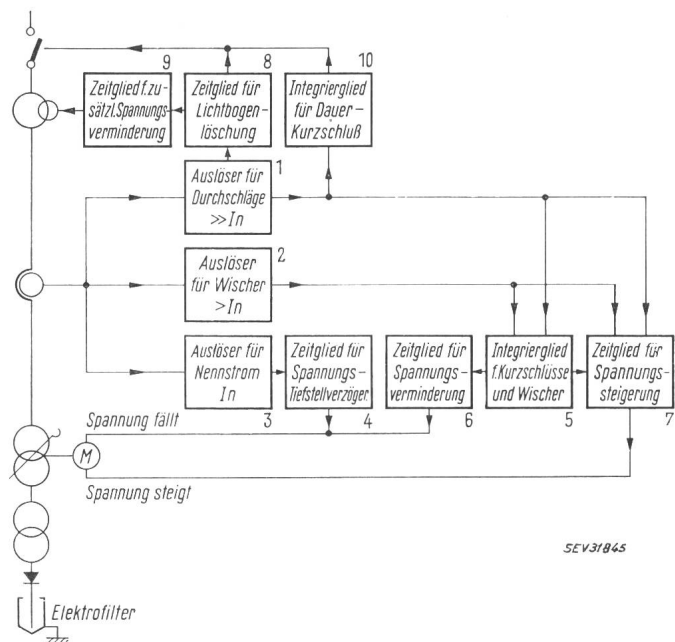 10
9
8
Zeitglied f. zu-
sätzl. Spannungs-
verminderung
Zeitglied für
Lichtbogen-
löschung
Integrierglied
für Dauer-
Kurzschluß
1
Auslöser für
Durchschläge
>> In
2
Auslöser
für Wischer
> In
Auslöser für
Nennstrom
In
Zeitglied für
Spannungs-
Tiefstellverzöger.
Zeitglied für
Spannungs-
verminderung
Integrierglied
f. Kurzschlüsse
und Wischer
Zeitglied für
Spannungs-
steigerung
3
4
6
5
7
Spannung fällt
M
Spannung steigt
SEV31845
Elektrofilter